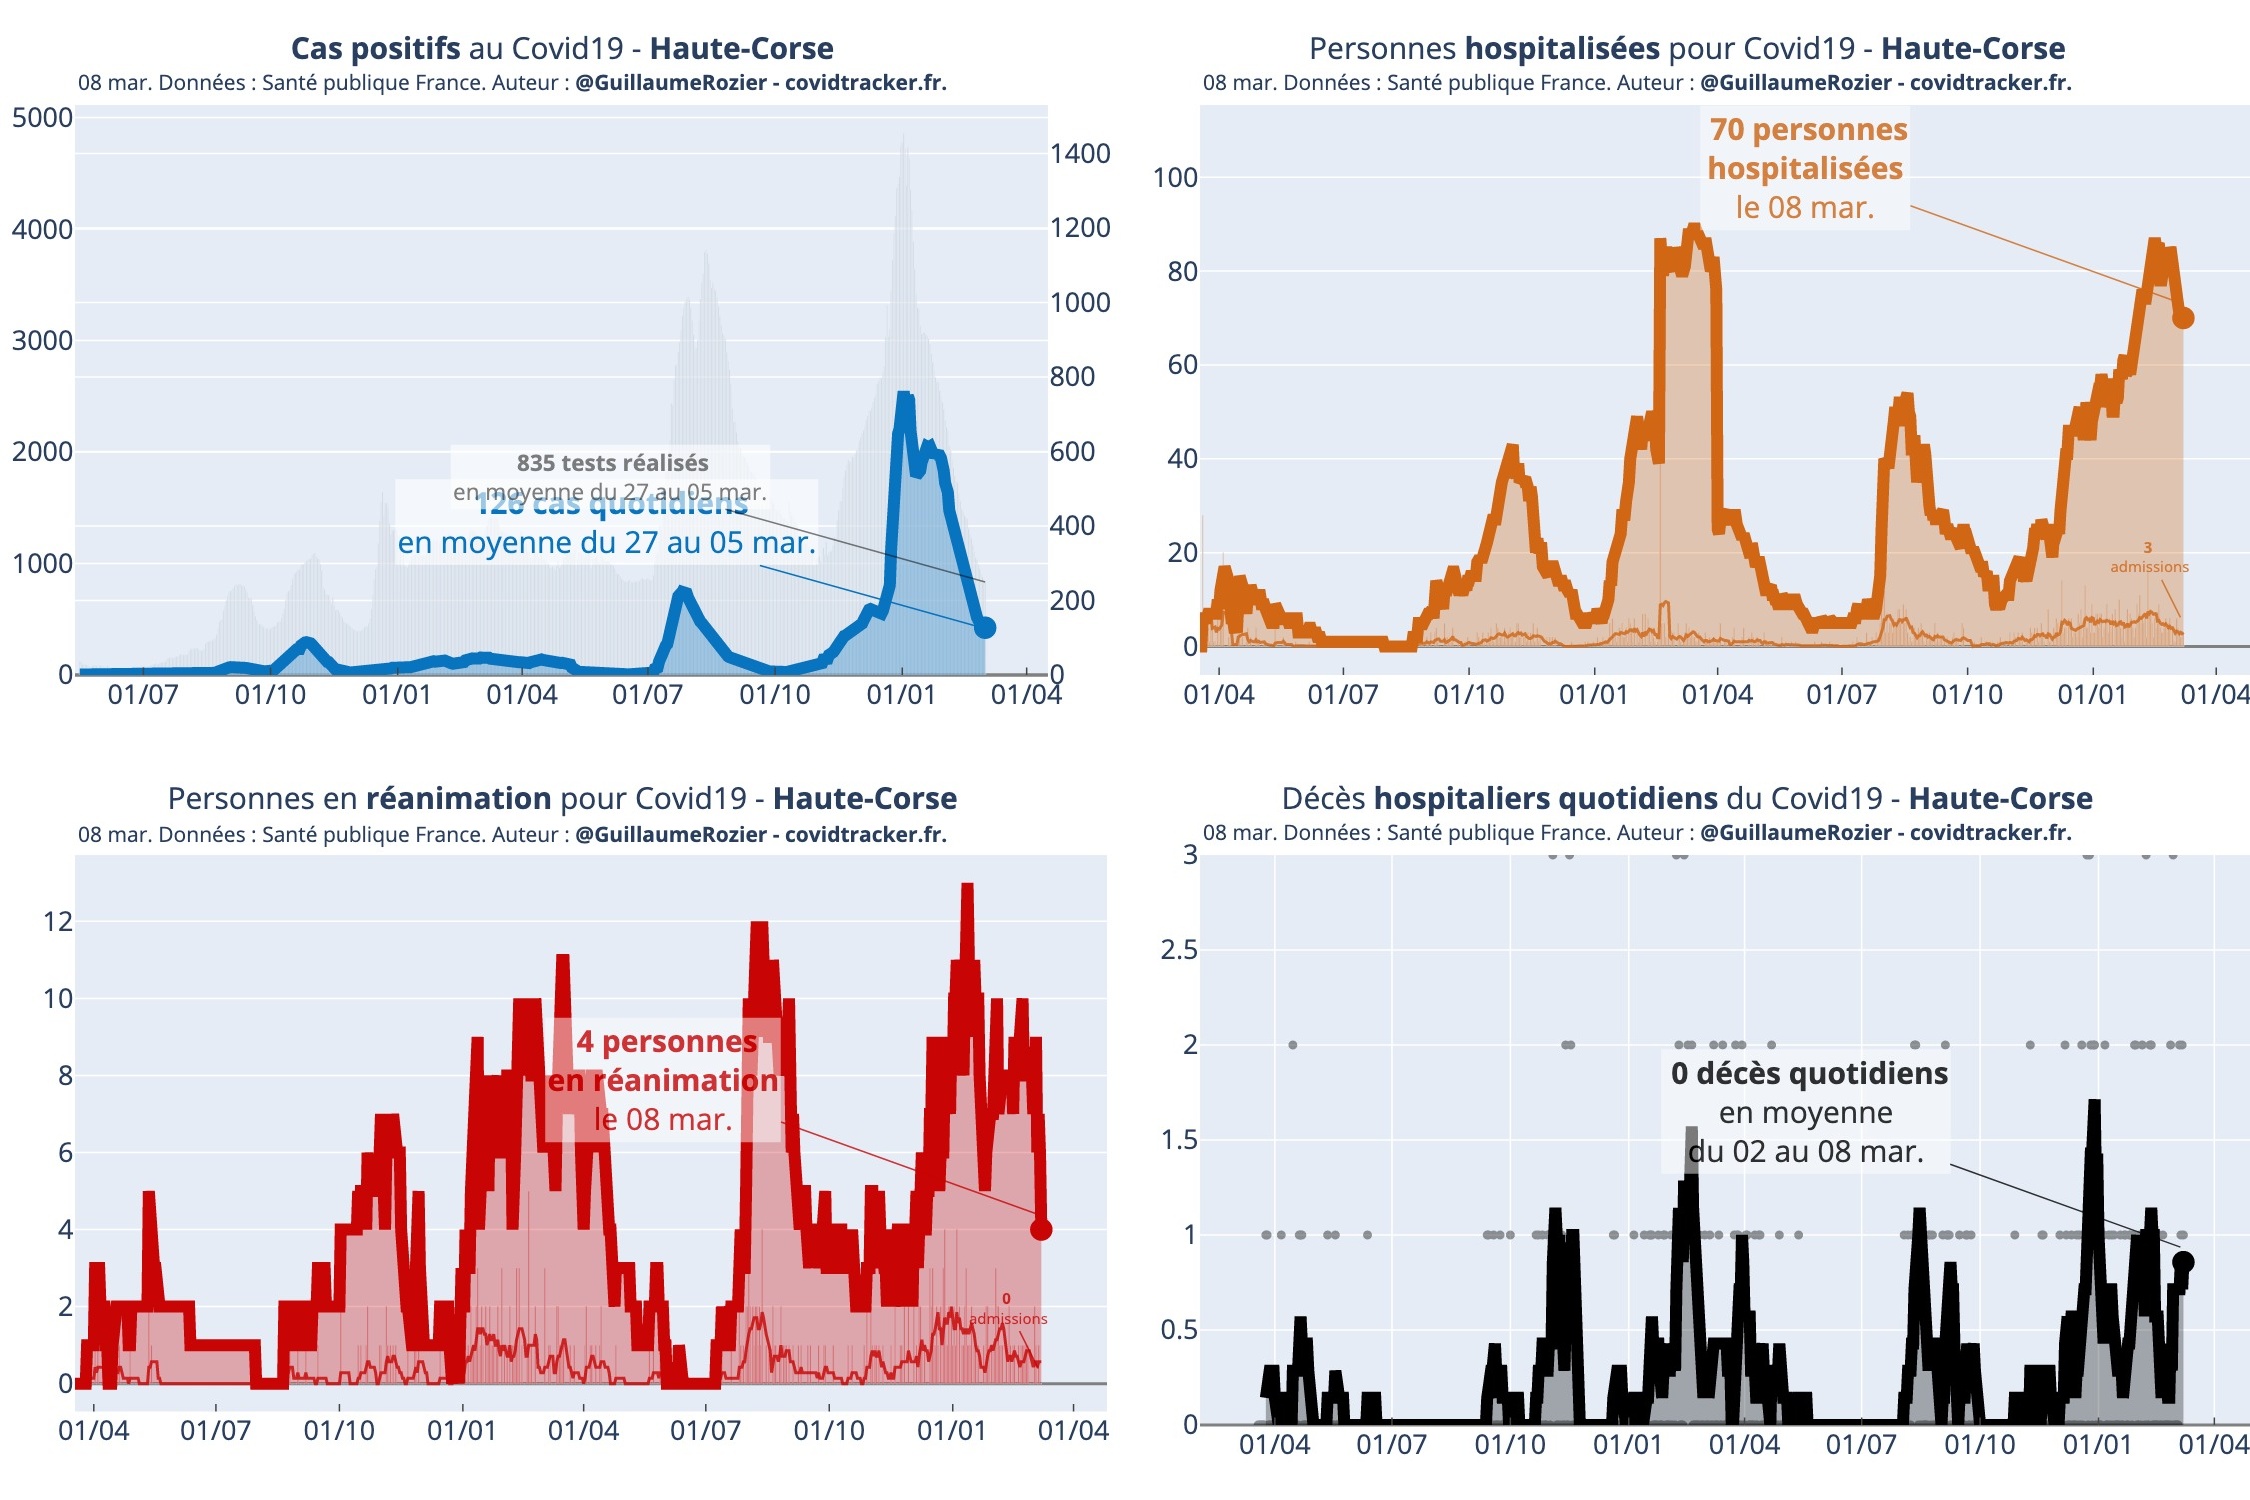 Cas positifs au Covid19 - Haute-Corse
08 mar. Données : Santé publique France. Auteur : @GuillaumeRozier - covidtracker.fr.
5000
4000
3000
2000
1000
0
1400
1200
1000
800
600
400
200
0
835 tests réalisés
en moyenne du 27 au 05 mar.
126 cas quotidiens
en moyenne du 27 au 05 mar.
01/07 01/10 01/01 01/04 01/07 01/10 01/01 01/04
Personnes hospitalisées pour Covid19 - Haute-Corse
08 mar. Données : Santé publique France. Auteur : @GuillaumeRozier - covidtracker.fr.
70 personnes
hospitalisées
le 08 mar.
100
80
60
40
20
0
3
admissions
01/04 01/07 01/10 01/01 01/04 01/07 01/10 01/01 01/04
Personnes en réanimation pour Covid19 - Haute-Corse
08 mar. Données : Santé publique France. Auteur : @GuillaumeRozier - covidtracker.fr.
12
10
8
6
4
2
0
4 personnes
en réanimation
le 08 mar.
0
admissions
01/04 01/07 01/10 01/01 01/04 01/07 01/10 01/01 01/04
Décès hospitaliers quotidiens du Covid19 - Haute-Corse
08 mar. Données : Santé publique France. Auteur : @GuillaumeRozier - covidtracker.fr.
3
2.5
2
1.5
1
0.5
0
0 décès quotidiens
en moyenne
du 02 au 08 mar.
01/04 01/07 01/10 01/01 01/04 01/07 01/10 01/01 01/04